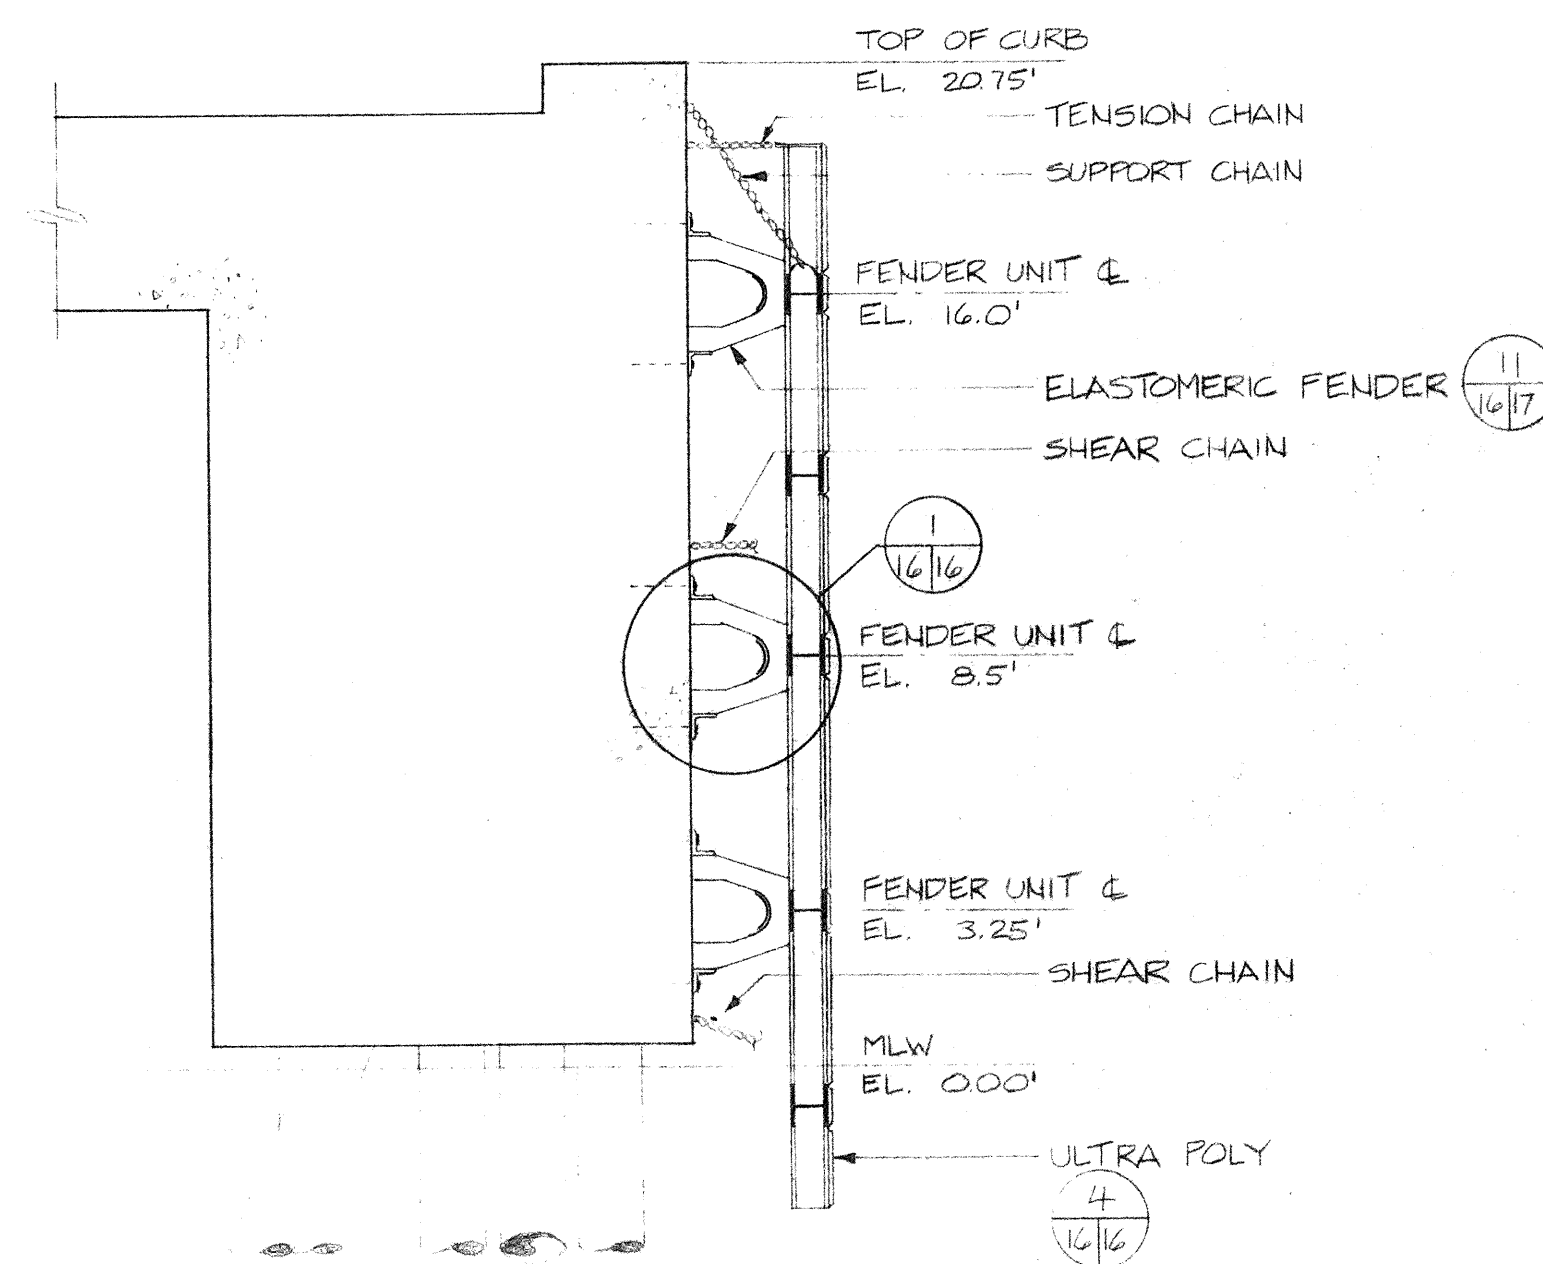 TOP OF CURB
EL. 20.75'
TENSION CHAIN
SUPPORT CHAIN
FENDER UNIT ℄
EL. 16.0'
ELASTOMERIC FENDER
11
16 17
SHEAR CHAIN
1
16 16
FENDER UNIT ℄
EL. 8.5'
FENDER UNIT ℄
EL. 3.25'
SHEAR CHAIN
MLW
EL. 0.00'
ULTRA POLY
4
16 16